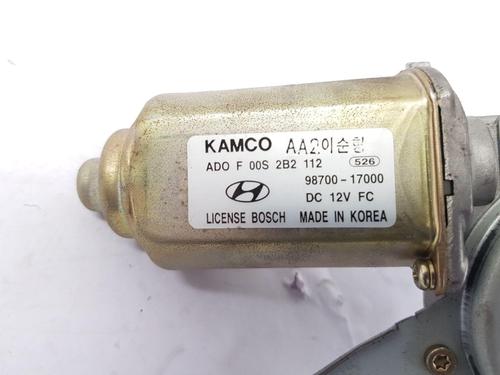 KAMCO AA2이순항
ADO F 00S 2B2 112 526
98700-17000
DC 12V FC
LICENSE BOSCH MADE IN KOREA